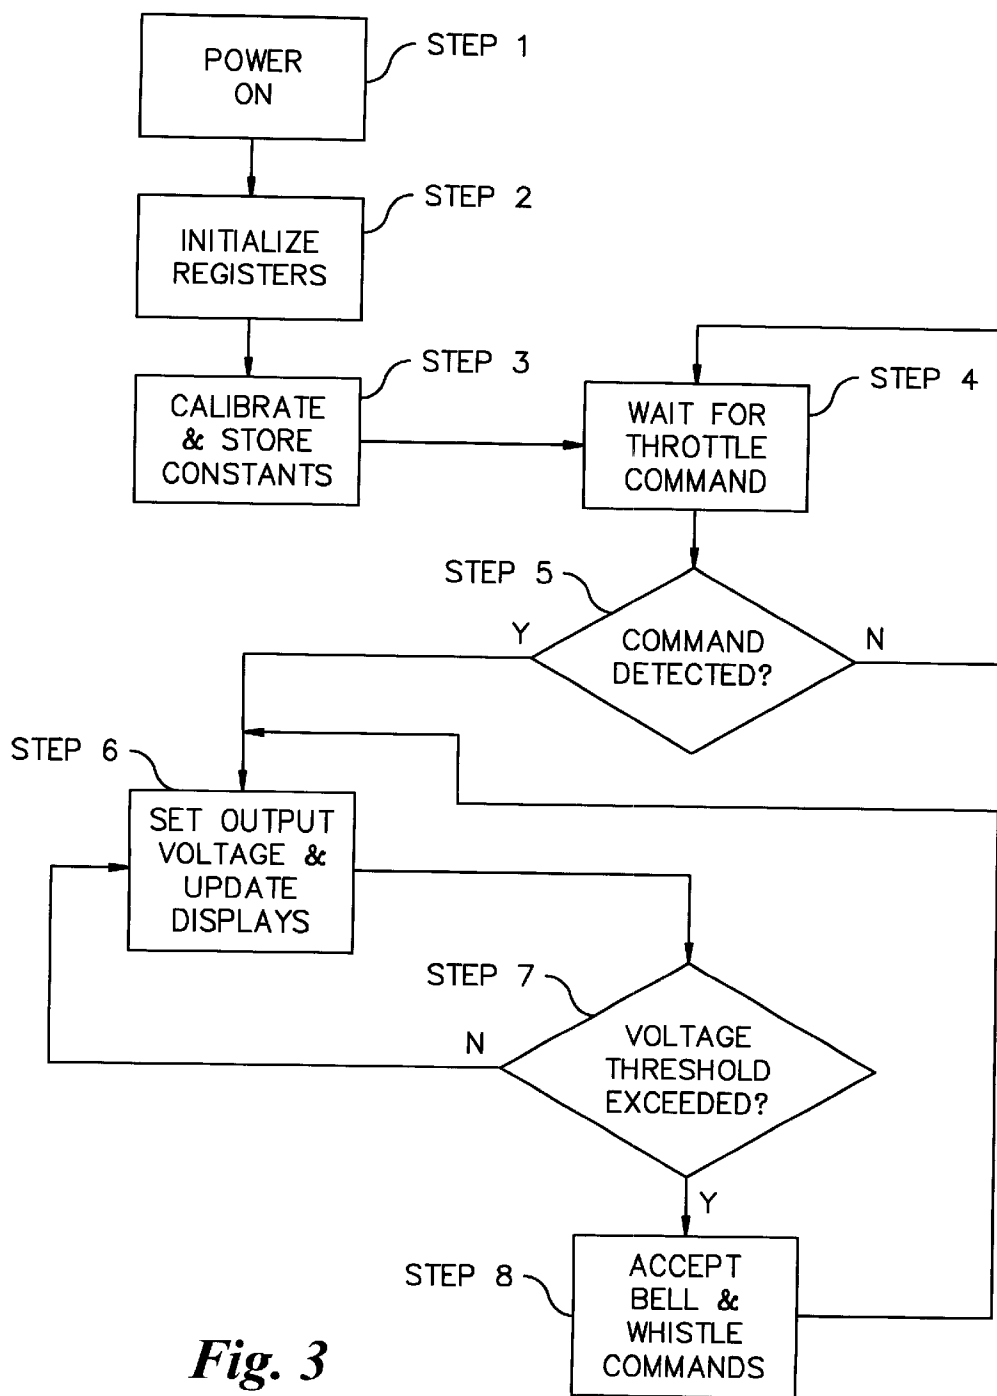 POWER
ON
STEP 1
INITIALIZE
REGISTERS
STEP 2
CALIBRATE
& STORE
CONSTANTS
STEP 3
WAIT FOR
THROTTLE
COMMAND
STEP 4
STEP 5
COMMAND
DETECTED?
Y
N
STEP 6
SET OUTPUT
VOLTAGE &
UPDATE
DISPLAYS
STEP 7
VOLTAGE
THRESHOLD
EXCEEDED?
N
Y
STEP 8
ACCEPT
BELL &
WHISTLE
COMMANDS
Fig. 3